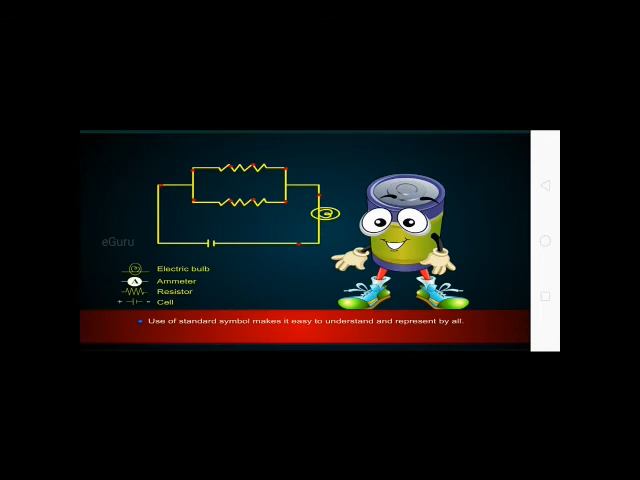 eGuru
Electric bulb
A Ammeter
Resistor
+ - Cell
Use of standard symbol makes it easy to understand and represent by all.